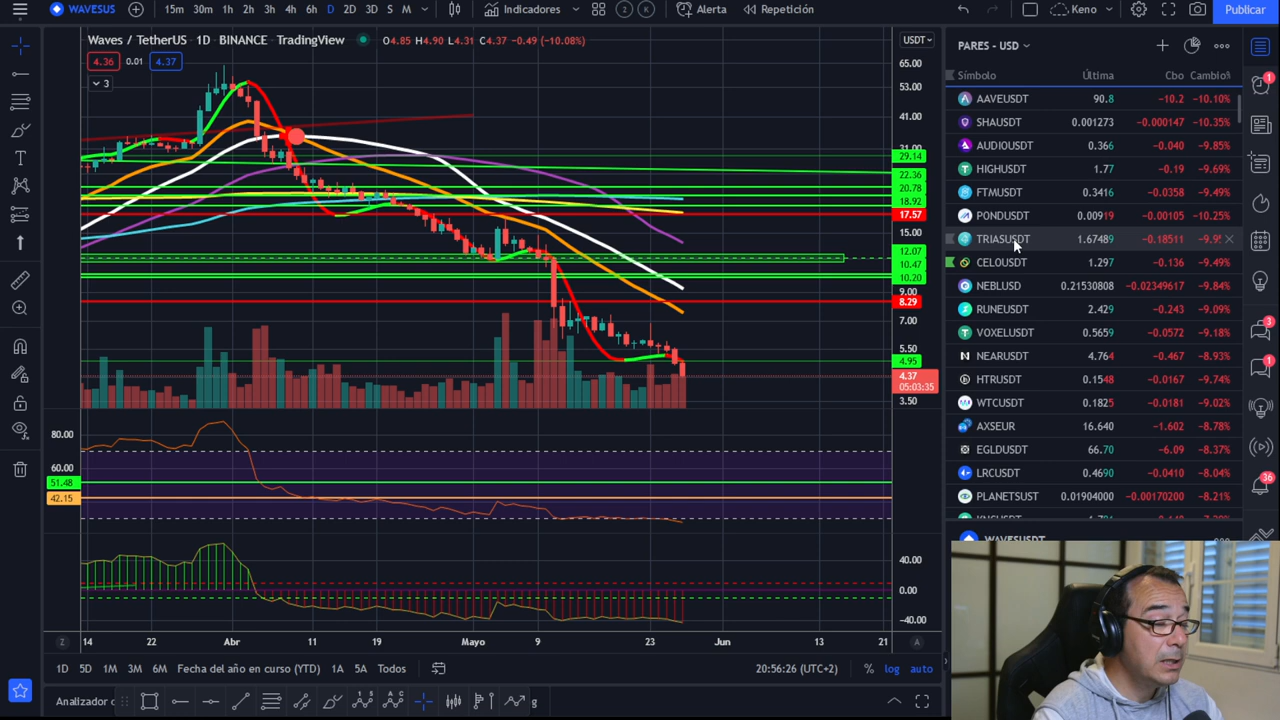 WAVESUS 15m 30m 1h 2h 3h 4h 6h D 2D 3D S M Indicadores 2 K Alerta Repetición Keno Publicar
Waves / TetherUS 1D BINANCE TradingView O4.85 H4.90 L4.31 C4.37 −0.49 (−10.08%) USDT
4.36 0.01 4.37
3
65.00
53.00
41.00
31.00
29.14
22.36
20.78
18.92
17.57
15.00
12.07
10.47
10.20
9.00
8.29
7.00
5.50
4.95
4.37
05:03:35
3.50
80.00
60.00
51.48
42.15
40.00
0.00
−40.00
Z 14 22 Abr 11 19 Mayo 9 23 Jun 13 21 A
1D 5D 1M 3M 6M Fecha del año en curso (YTD) 1A 5A Todos 20:56:26 (UTC+2) % log auto
Analizador
PARES - USD
Símbolo Última Cbo Cambio%
AAVEUSDT 90.8 −10.2 −10.10%
SHAUSDT 0.001273 −0.000147 −10.35%
AUDIOUSDT 0.366 −0.040 −9.85%
HIGHUSDT 1.77 −0.19 −9.69%
FTMUSDT 0.3416 −0.0358 −9.49%
PONDUSDT 0.00919 −0.00105 −10.25%
TRIASUSDT 1.67489 −0.18511 −9.9
CELOUSDT 1.297 −0.136 −9.49%
NEBLUSD 0.21530808 −0.02349617 −9.84%
RUNEUSDT 2.429 −0.243 −9.09%
VOXELUSDT 0.5659 −0.0572 −9.18%
NEARUSDT 4.764 −0.467 −8.93%
HTRUSDT 0.1548 −0.0167 −9.74%
WTCUSDT 0.1825 −0.0181 −9.02%
AXSEUR 16.640 −1.602 −8.78%
EGLDUSDT 66.70 −6.09 −8.37%
LRCUSDT 0.4690 −0.0410 −8.04%
PLANETSUST 0.01904000 −0.00170200 −8.21%
WAVESUSDT
1
3
1
36